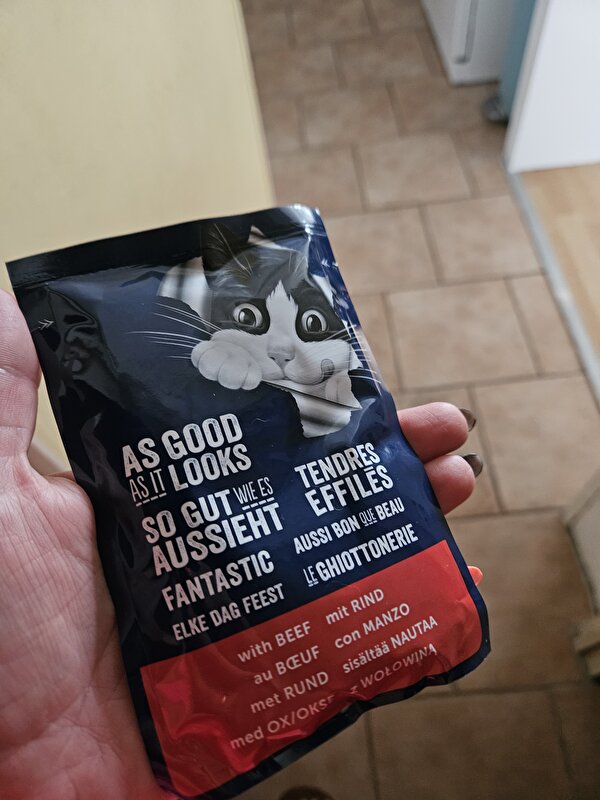 AS GOOD
AS IT LOOKS
SO GUT WIE ES
AUSSIEHT
FANTASTIC
ELKE DAG FEEST
TENDRES
EFFILÉS
AUSSI BON QUE BEAU
LE GHIOTTONERIE
with BEEF mit RIND
au BŒUF con MANZO
met RUND sisältää NAUTAA
med OX/OKSE z WOŁOWINĄ